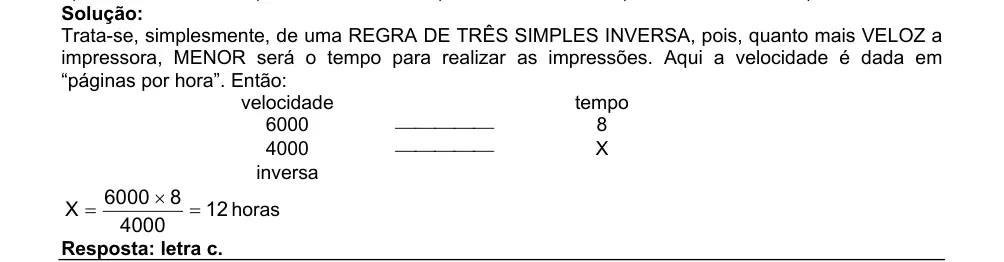 Solução:
Trata-se, simplesmente, de uma REGRA DE TRÊS SIMPLES INVERSA, pois, quanto mais VELOZ a
impressora, MENOR será o tempo para realizar as impressões. Aqui a velocidade é dada em
“páginas por hora”. Então:
velocidade tempo
6000 ————— 8
4000 ————— X
inversa
X = 6000 × 8 / 4000 = 12 horas
Resposta: letra c.